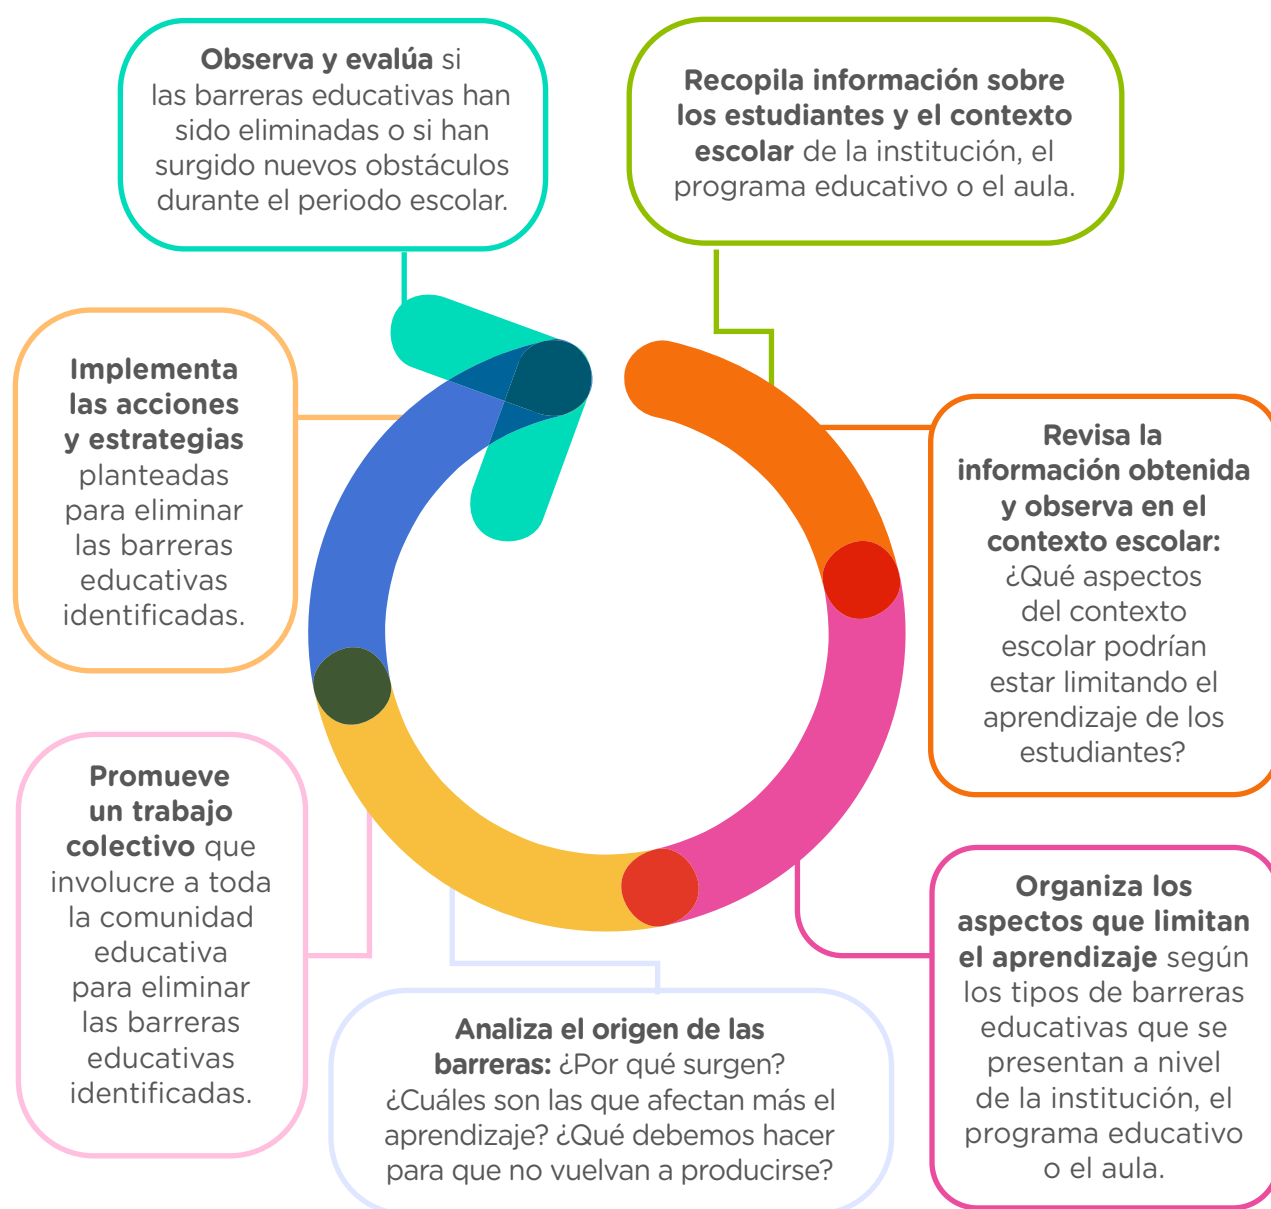 Observa y evalúa si
las barreras educativas han
sido eliminadas o si han
surgido nuevos obstáculos
durante el periodo escolar.
Recopila información sobre
los estudiantes y el contexto
escolar de la institución, el
programa educativo o el aula.
Revisa la
información obtenida
y observa en el
contexto escolar:
¿Qué aspectos
del contexto
escolar podrían
estar limitando el
aprendizaje de los
estudiantes?
Organiza los
aspectos que limitan
el aprendizaje según
los tipos de barreras
educativas que se
presentan a nivel
de la institución, el
programa educativo
o el aula.
Analiza el origen de las
barreras: ¿Por qué surgen?
¿Cuáles son las que afectan más el
aprendizaje? ¿Qué debemos hacer
para que no vuelvan a producirse?
Promueve
un trabajo
colectivo que
involucre a toda
la comunidad
educativa
para eliminar
las barreras
educativas
identificadas.
Implementa
las acciones
y estrategias
planteadas
para eliminar
las barreras
educativas
identificadas.